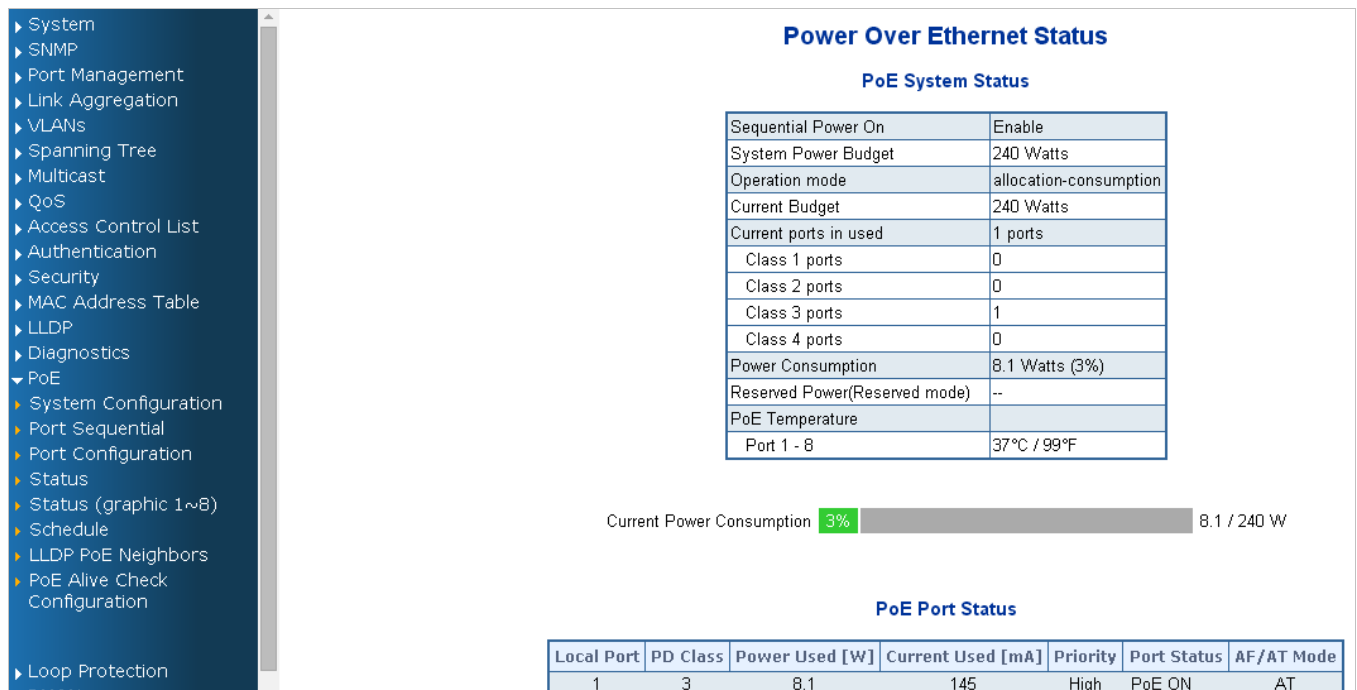 System
SNMP
Port Management
Link Aggregation
VLANs
Spanning Tree
Multicast
QoS
Access Control List
Authentication
Security
MAC Address Table
LLDP
Diagnostics
PoE
System Configuration
Port Sequential
Port Configuration
Status
Status (graphic 1~8)
Schedule
LLDP PoE Neighbors
PoE Alive Check
Configuration
Loop Protection
Power Over Ethernet Status
PoE System Status
Sequential Power On Enable
System Power Budget 240 Watts
Operation mode allocation-consumption
Current Budget 240 Watts
Current ports in used 1 ports
Class 1 ports 0
Class 2 ports 0
Class 3 ports 1
Class 4 ports 0
Power Consumption 8.1 Watts (3%)
Reserved Power(Reserved mode) --
PoE Temperature
Port 1 - 8 37°C / 99°F
Current Power Consumption 3% 8.1 / 240 W
PoE Port Status
Local Port PD Class Power Used [W] Current Used [mA] Priority Port Status AF/AT Mode
1 3 8.1 145 High PoE ON AT